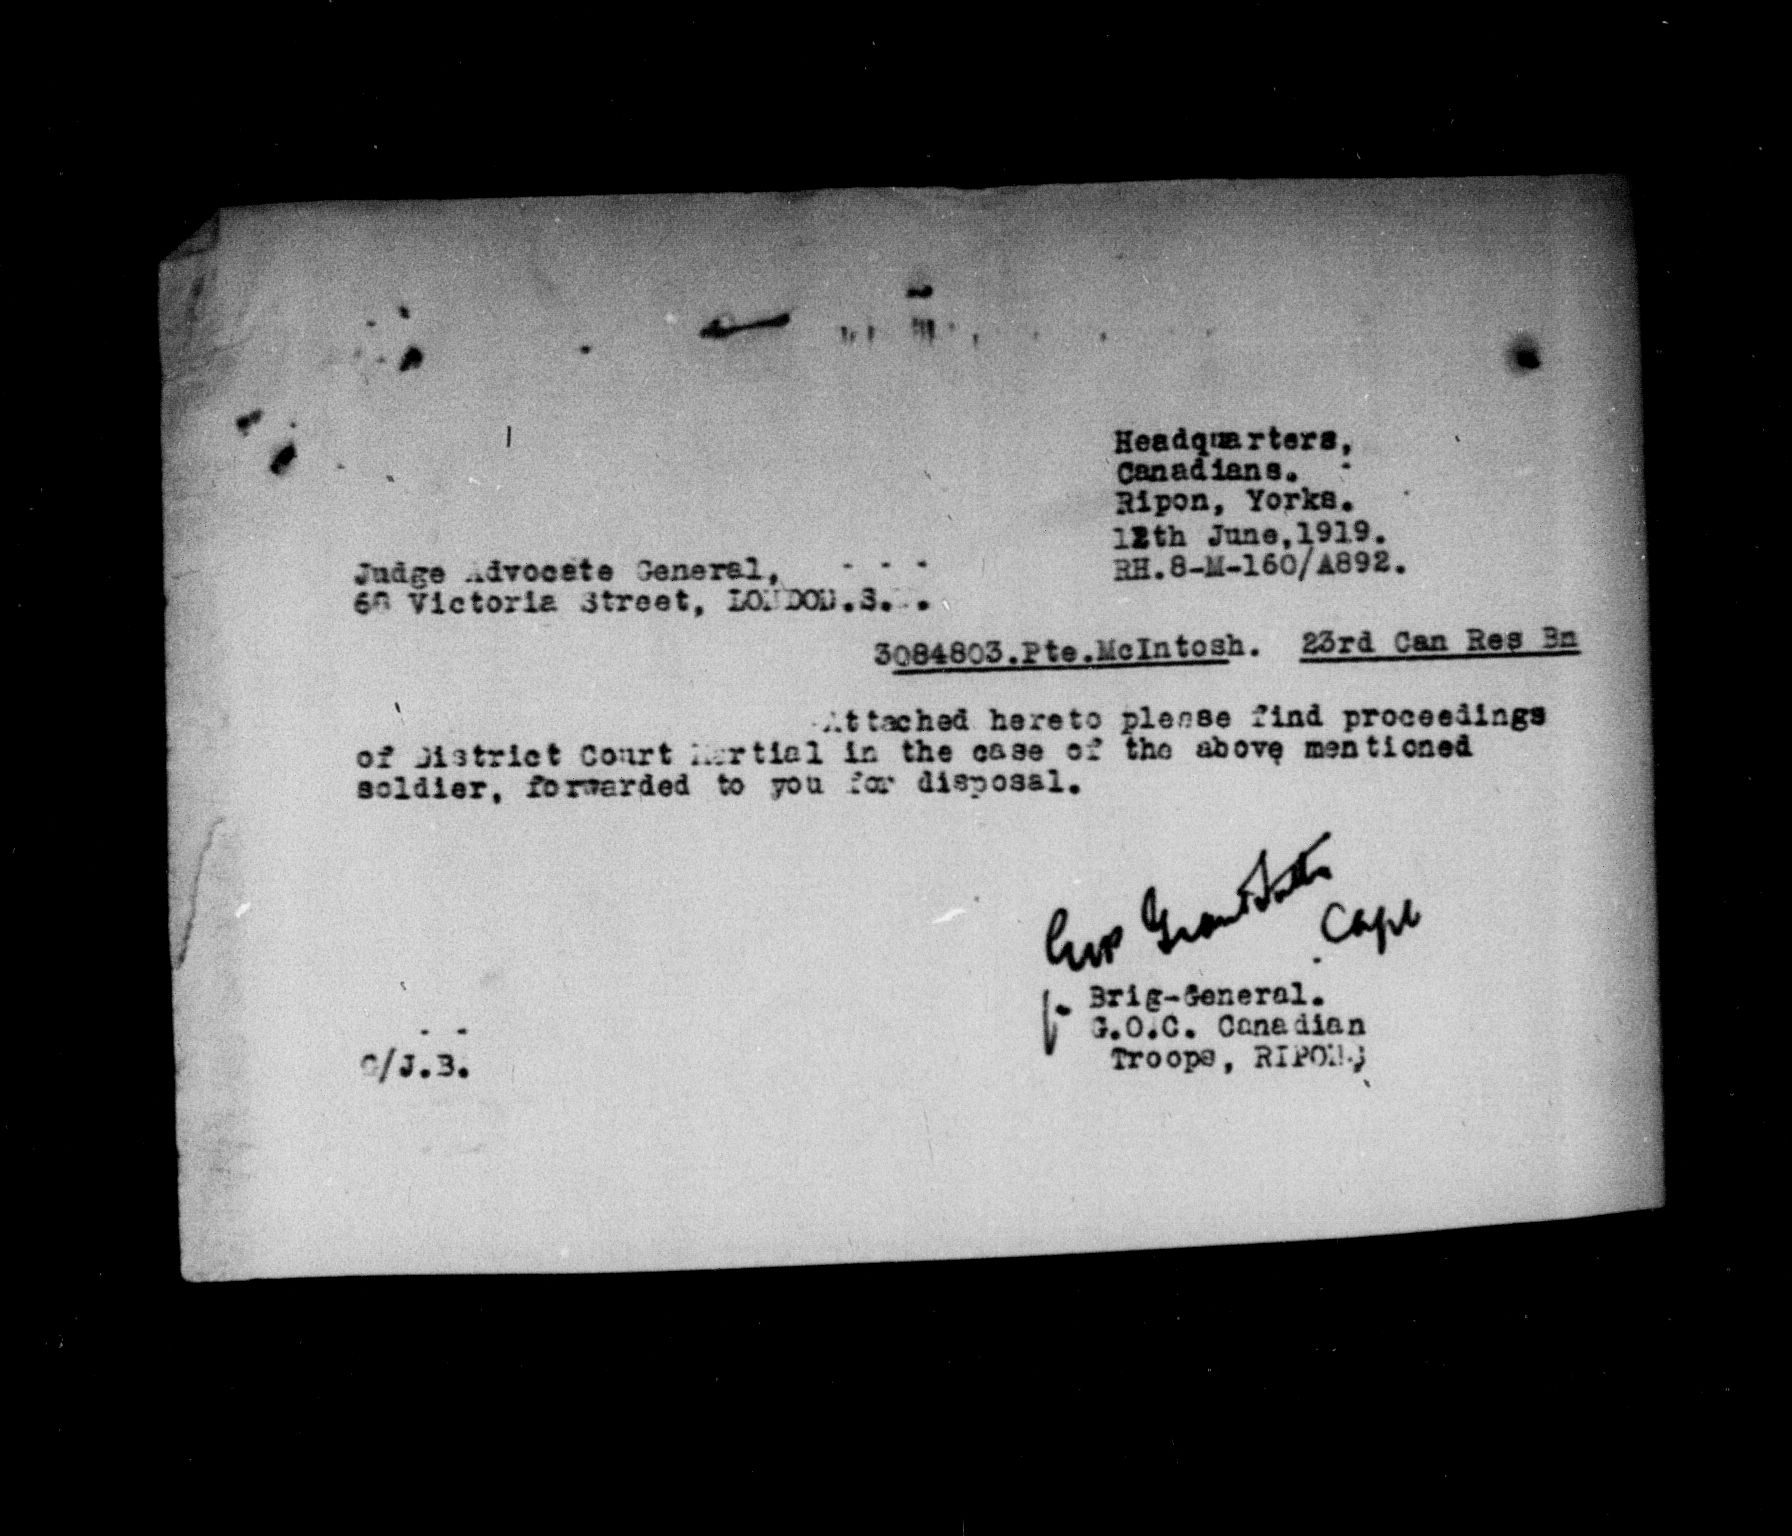 Headquarters,
Canadians.
Ripon, Yorks.
12th June,1919.
RH.8-M-160/A892.
Judge Advocate General,
Victoria Street, LONDON.S.
3084803.Pte.McIntosh. 23rd Can Res Bn
Attached hereto please find proceedings
of District Court Martial in the case of the above mentioned
soldier, forwarded to you for disposal.
Capt
f. Brig-General.
G.O.C. Canadian
Troops, RIPON.
C/J.B.